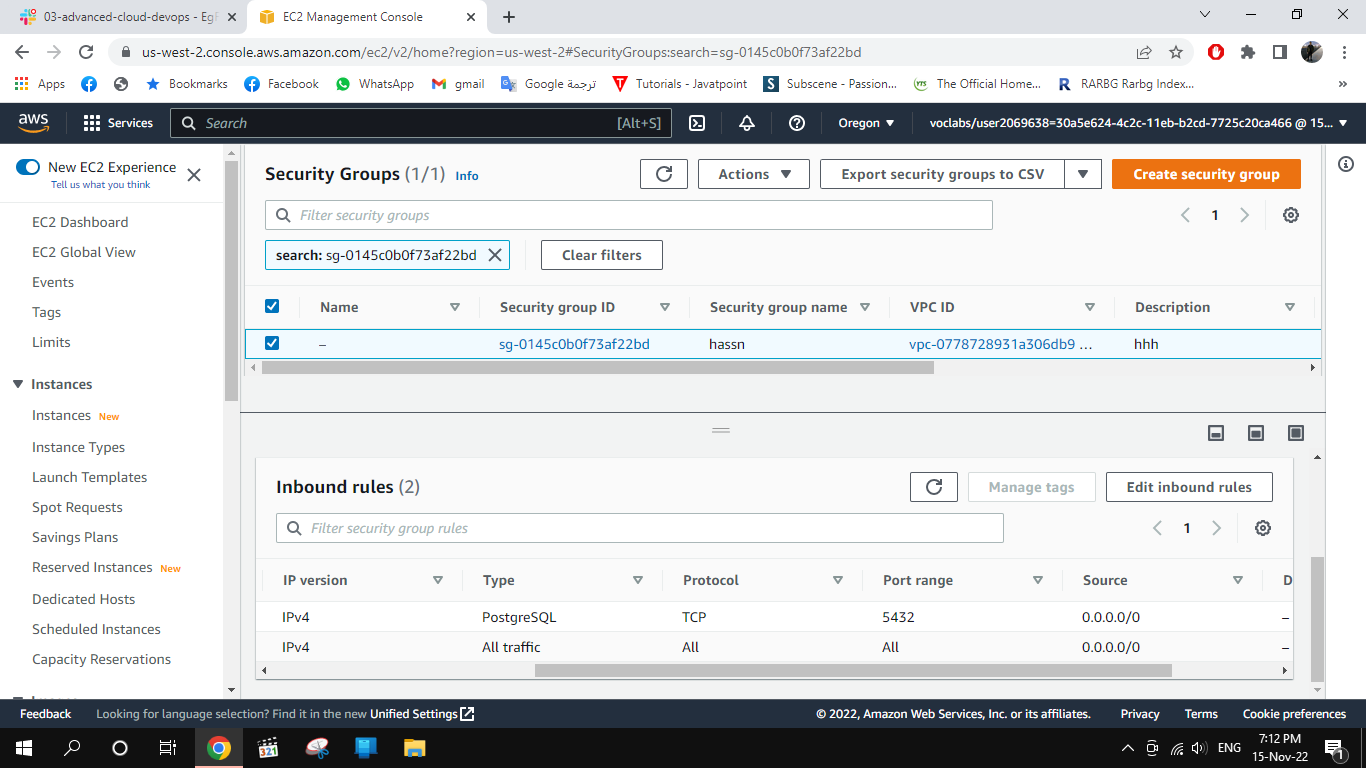 03-advanced-cloud-devops - EgF
EC2 Management Console
us-west-2.console.aws.amazon.com/ec2/v2/home?region=us-west-2#SecurityGroups:search=sg-0145c0b0f73af22bd
Apps
Bookmarks
Facebook
WhatsApp
gmail
ترجمة Google
Tutorials - Javatpoint
Subscene - Passion...
The Official Home...
RARBG Rarbg Index...
aws
Services
Search
[Alt+S]
Oregon
voclabs/user2069638=30a5e624-4c2c-11eb-b2cd-7725c20ca466 @ 15...
New EC2 Experience
Tell us what you think
EC2 Dashboard
EC2 Global View
Events
Tags
Limits
Instances
Instances New
Instance Types
Launch Templates
Spot Requests
Savings Plans
Reserved Instances New
Dedicated Hosts
Scheduled Instances
Capacity Reservations
Images
Security Groups (1/1) Info
Actions
Export security groups to CSV
Create security group
Filter security groups
1
search: sg-0145c0b0f73af22bd
Clear filters
Name Security group ID Security group name VPC ID Description
– sg-0145c0b0f73af22bd hassn vpc-0778728931a306db9 ... hhh
Inbound rules (2)
Manage tags
Edit inbound rules
Filter security group rules
1
IP version Type Protocol Port range Source D
IPv4 PostgreSQL TCP 5432 0.0.0.0/0 –
IPv4 All traffic All All 0.0.0.0/0 –
Feedback
Looking for language selection? Find it in the new Unified Settings
© 2022, Amazon Web Services, Inc. or its affiliates.
Privacy
Terms
Cookie preferences
321
ENG
7:12 PM
15-Nov-22
1